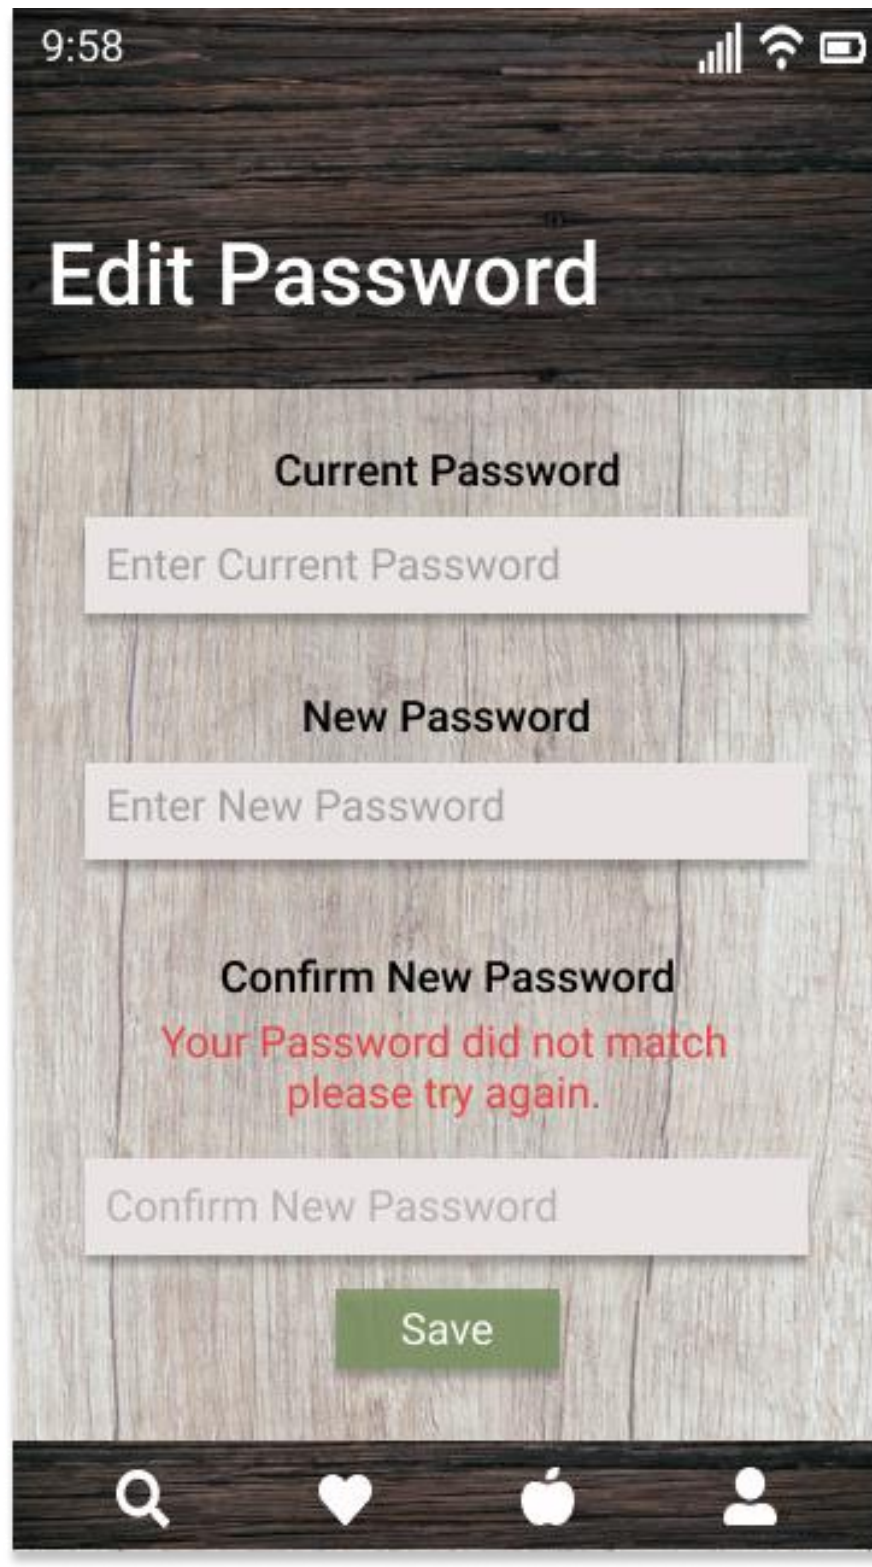 9:58
Edit Password
Current Password
Enter Current Password
New Password
Enter New Password
Confirm New Password
Your Password did not match
please try again.
Confirm New Password
Save